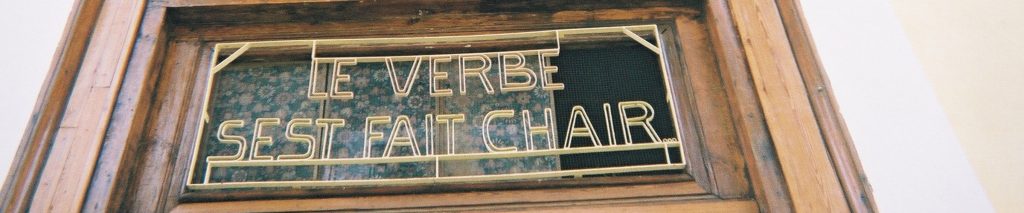 LE VERBE
SEST FAIT CHAIR